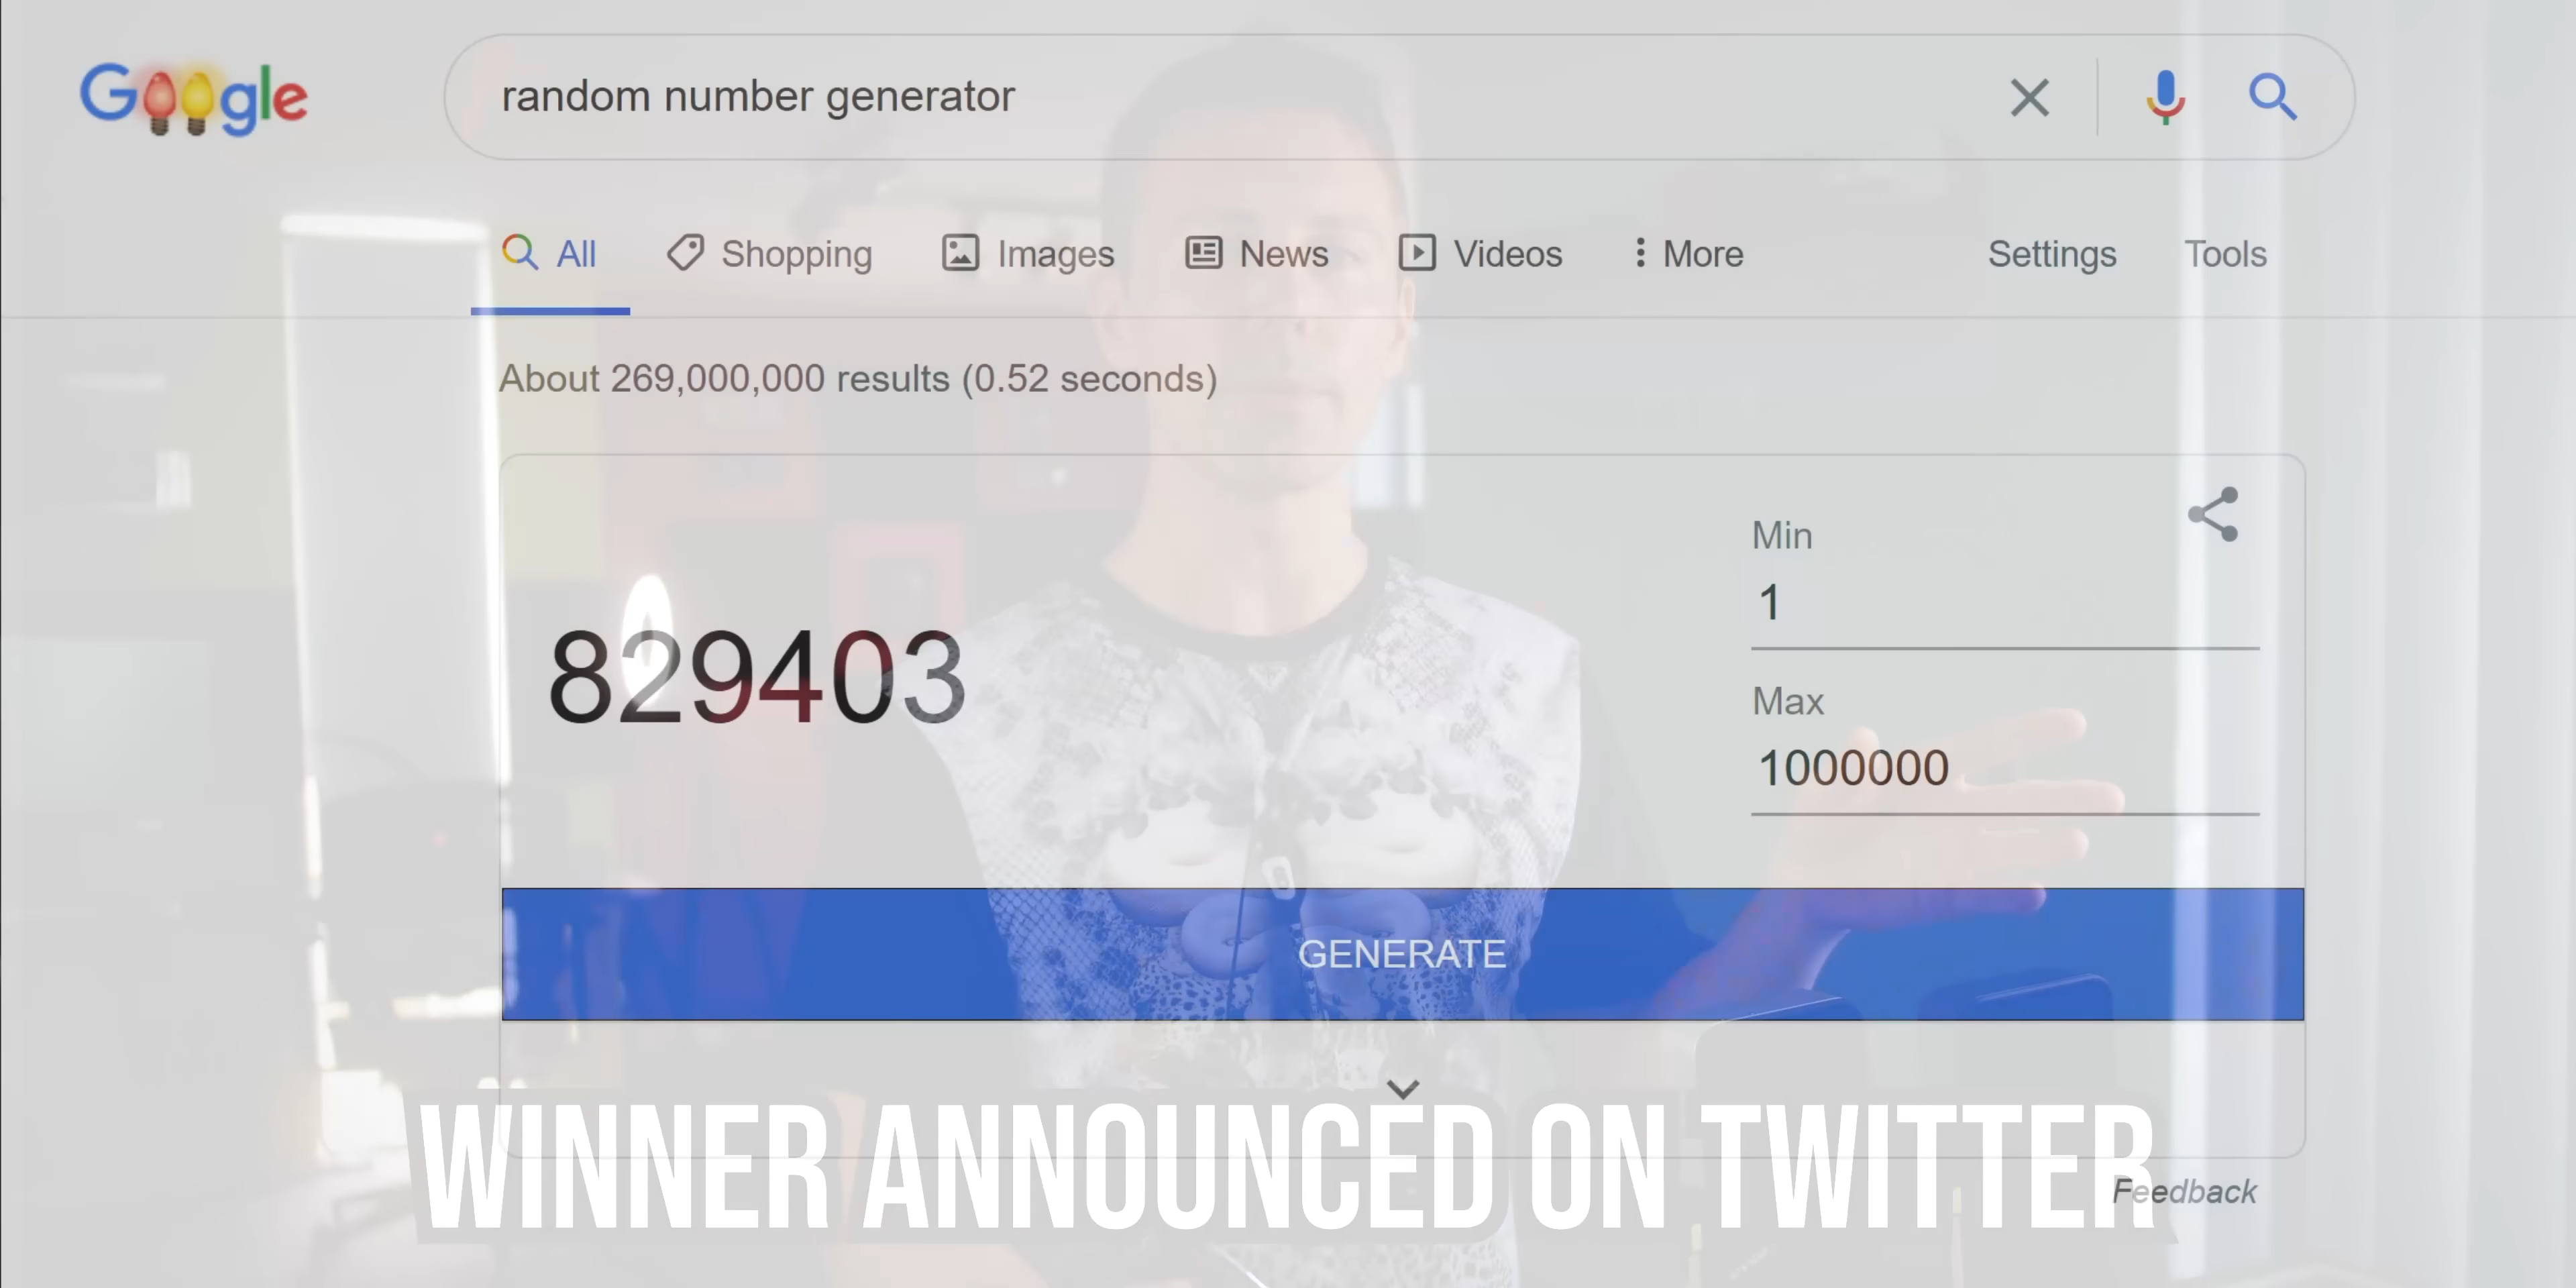 Google
random number generator
All Shopping Images News Videos More Settings Tools
About 269,000,000 results (0.52 seconds)
829403
Min
1
Max
1000000
GENERATE
WINNER ANNOUNCED ON TWITTER
Feedback